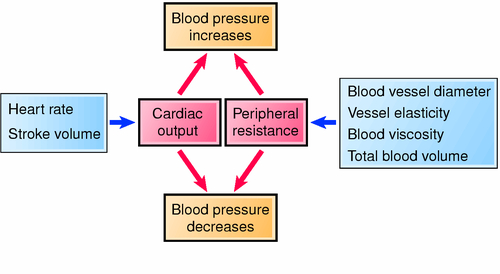 Blood pressure
increases
Heart rate
Stroke volume
Cardiac
output
Peripheral
resistance
Blood vessel diameter
Vessel elasticity
Blood viscosity
Total blood volume
Blood pressure
decreases